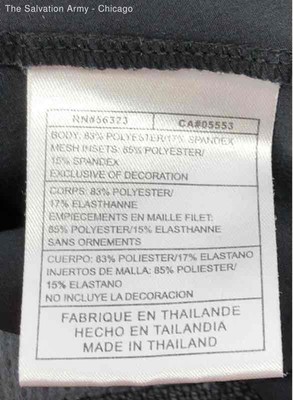 The Salvation Army - Chicago
RN#56323 CA#05553
BODY: 83% POLYESTER/17% SPANDEX
MESH INSETS: 85% POLYESTER/
15% SPANDEX
EXCLUSIVE OF DECORATION
CORPS: 83% POLYESTER/
17% ELASTHANNE
EMPIECEMENTS EN MAILLE FILET:
85% POLYESTER/15% ELASTHANNE
SANS ORNEMENTS
CUERPO: 83% POLIESTER/17% ELASTANO
INJERTOS DE MALLA: 85% POLIESTER/
15% ELASTANO
NO INCLUYE LA DECORACION
FABRIQUE EN THAILANDE
HECHO EN TAILANDIA
MADE IN THAILAND